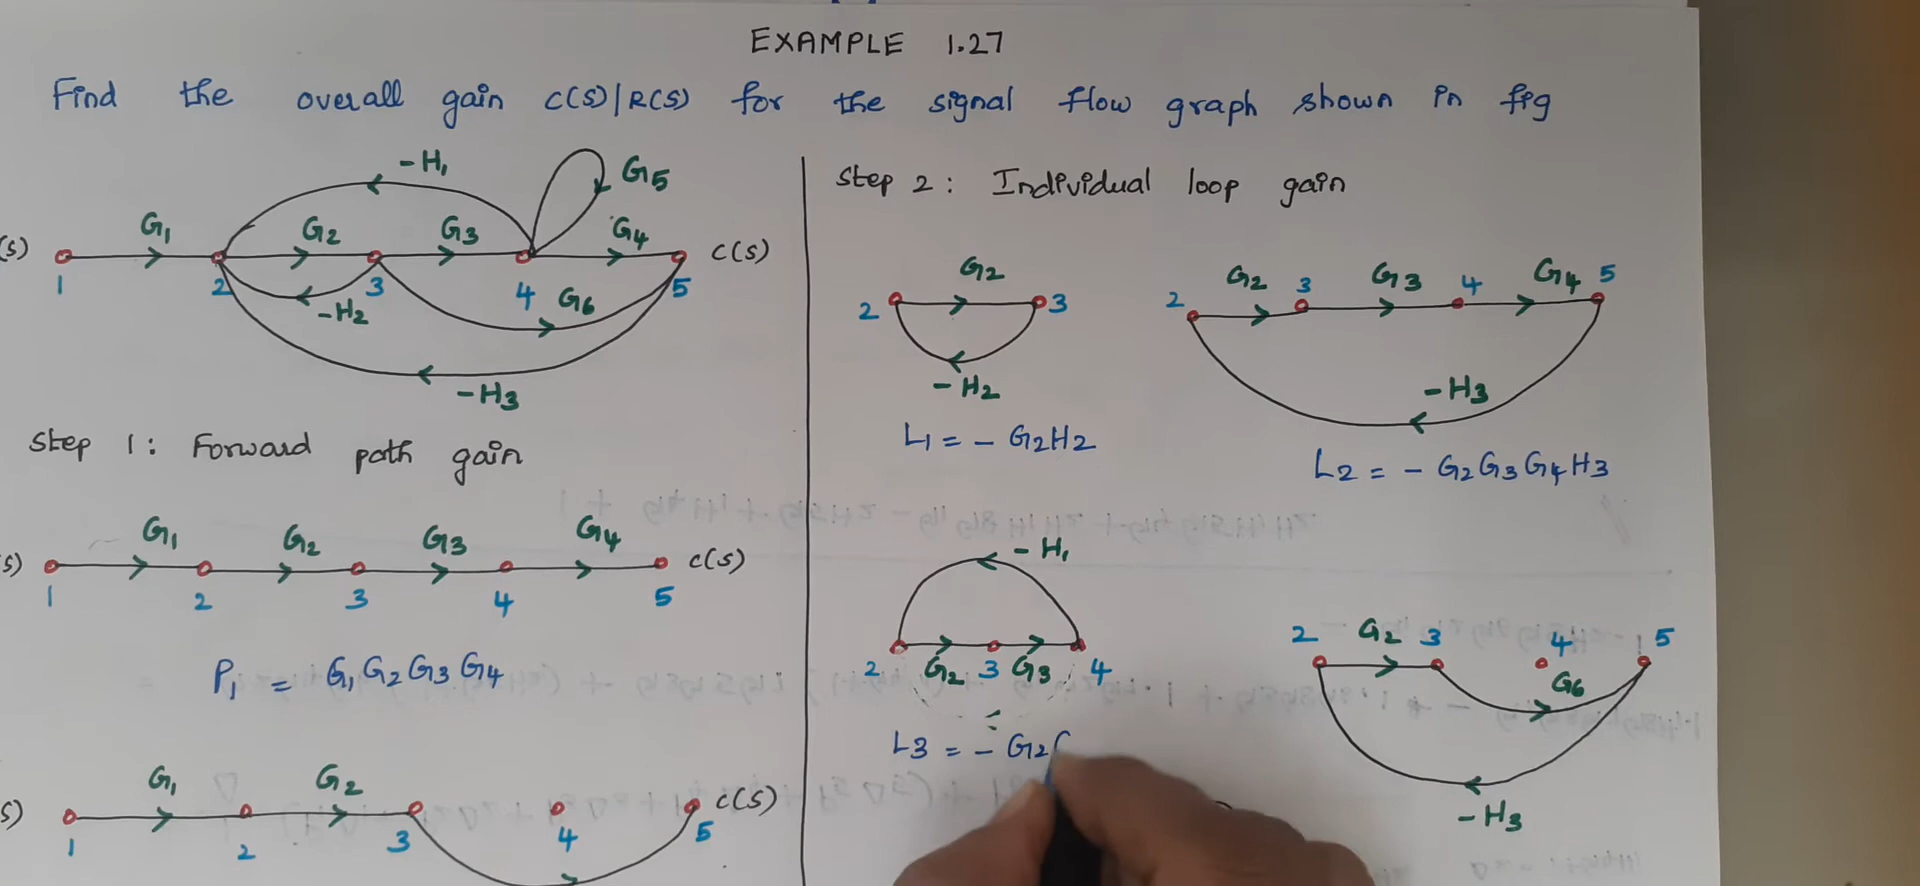 EXAMPLE 1.27
Find the overall gain C(S)/R(S) for the signal flow graph shown in fig
-H1
G5
(S) G1 G2 G3 G4 C(S)
1 2 3 4 5
-H2 G6
-H3
Step 1: Forward path gain
G1 G2 G3 G4
S) C(S)
1 2 3 4 5
P1 = G1G2G3G4
G1 G2
S) C(S)
1 2 3 4 5
Step 2: Individual loop gain
G2
2 3
-H2
L1 = - G2H2
G2 G3 G4
2 3 4 5
-H3
L2 = - G2G3G4H3
-H1
2 G2 3 G3 4
L3 = - G2
2 G2 3 4 5
G6
-H3